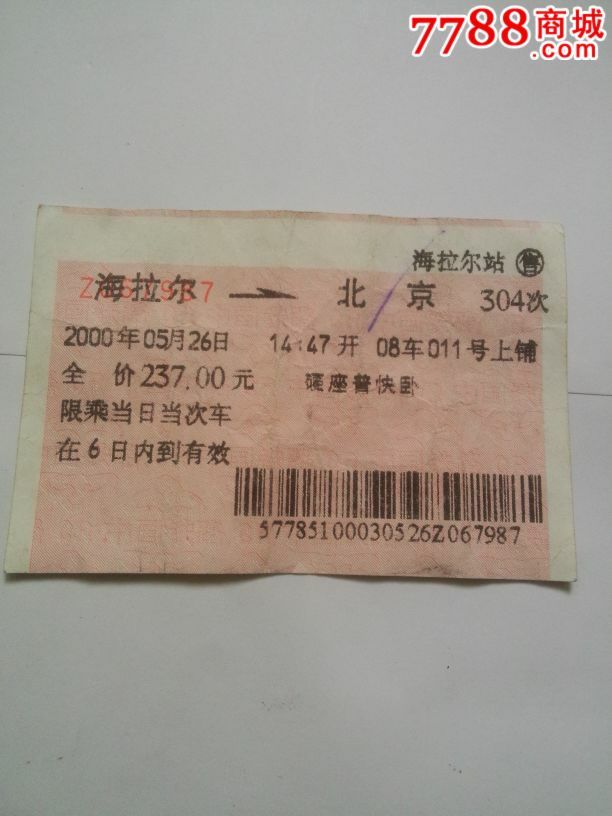 7788商城
.com
海拉尔站 售
海拉尔 → 北京 304次
2000年05月26日 14:47开 08车011号上铺
全 价237.00元 硬座普快卧
限乘当日当次车
在6日内到有效
57785100030526Z067987